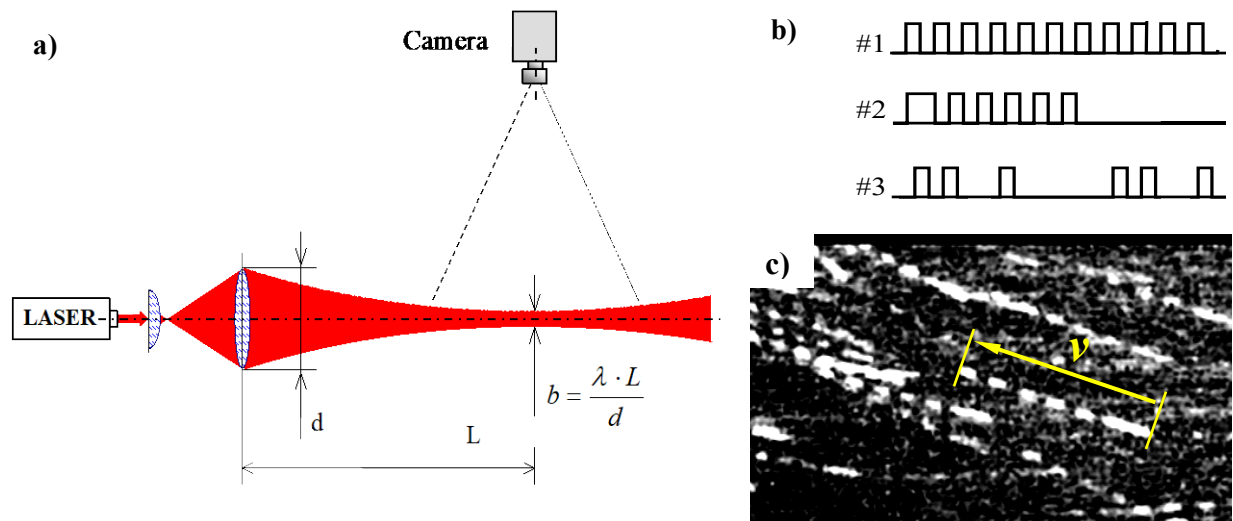 a)
Camera
LASER
d
L
b = λ · L / d
b)
#1
#2
#3
c)
v